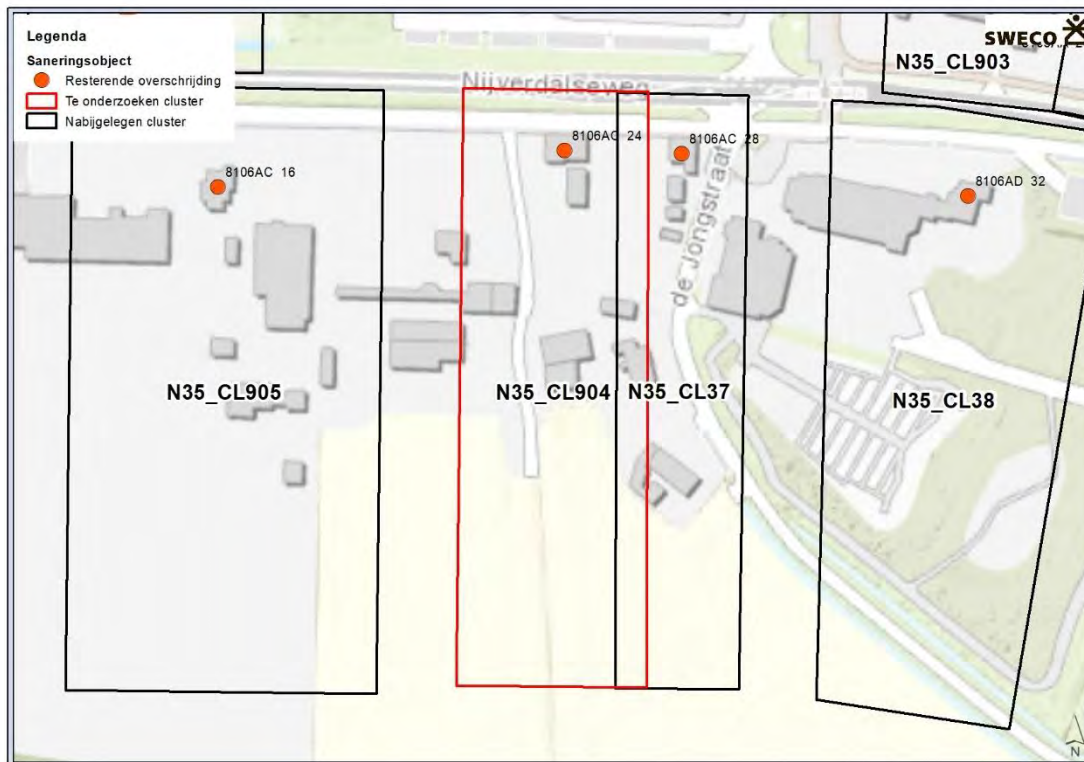 Legenda
Saneringsobject
Resterende overschrijding
Te onderzoeken cluster
Nabijgelegen cluster
SWECO
N35_CL903
Nijverdalseweg
8106AC 24
8106AC 28
8106AC 16
8106AD 32
de Jongstraat
N35_CL905
N35_CL904
N35_CL37
N35_CL38
N